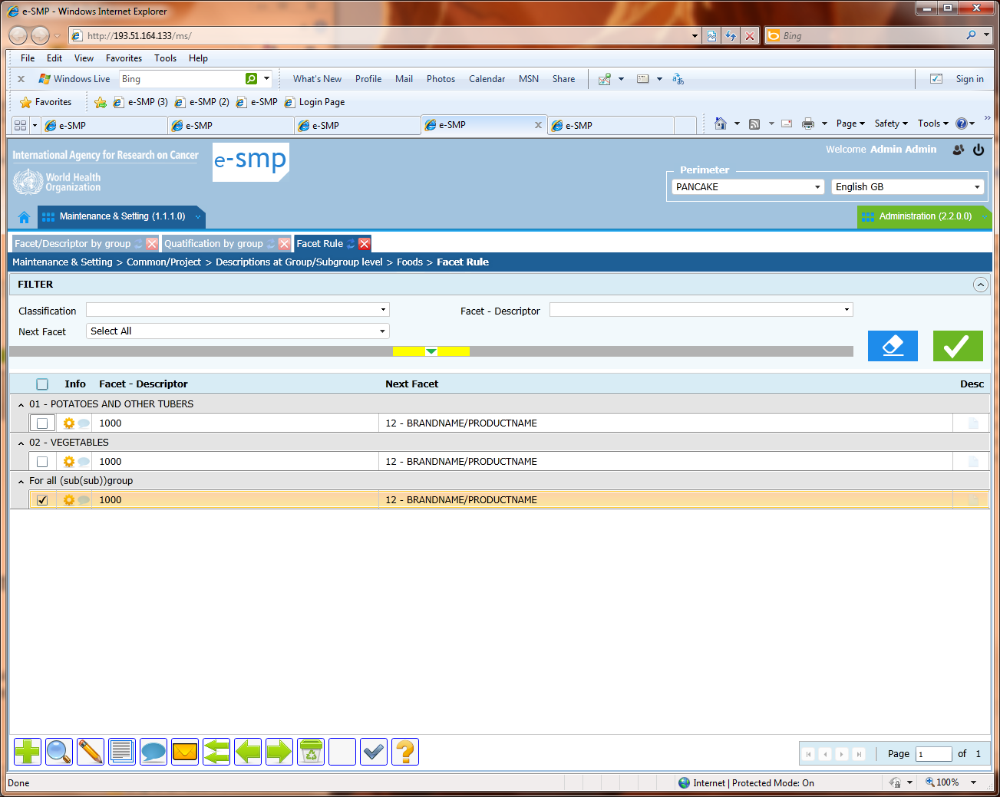 e-SMP - Windows Internet Explorer
http://193.51.164.133/ms/
Bing
File Edit View Favorites Tools Help
Windows Live Bing What's New Profile Mail Photos Calendar MSN Share Sign in
Favorites e-SMP (3) e-SMP (2) e-SMP Login Page
e-SMP e-SMP e-SMP e-SMP e-SMP Page Safety Tools
International Agency for Research on Cancer
World Health
Organization
e-smp
Welcome Admin Admin
Perimeter
PANCAKE English GB
Maintenance & Setting (1.1.1.0) Administration (2.2.0.0)
Facet/Descriptor by group Quatification by group Facet Rule
Maintenance & Setting > Common/Project > Descriptions at Group/Subgroup level > Foods > Facet Rule
FILTER
Classification Facet - Descriptor
Next Facet Select All
Info Facet - Descriptor Next Facet Desc
01 - POTATOES AND OTHER TUBERS
1000 12 - BRANDNAME/PRODUCTNAME
02 - VEGETABLES
1000 12 - BRANDNAME/PRODUCTNAME
For all (sub(sub))group
1000 12 - BRANDNAME/PRODUCTNAME
Page 1 of 1
Done Internet | Protected Mode: On 100%